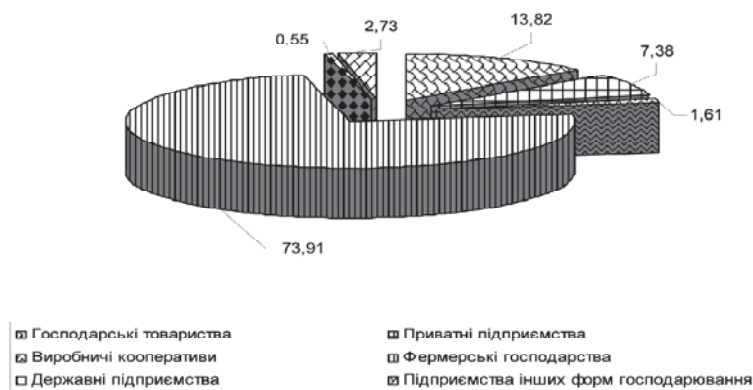 0,55
2,73
13,82
7,38
1,61
73,91
Господарські товариства
Приватні підприємства
Виробничі кооперативи
Фермерські господарства
Державні підприємства
Підприємства інших форм господарювання